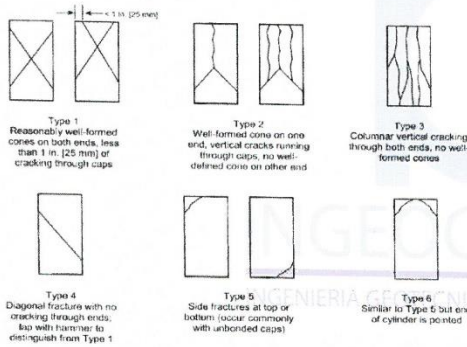 < 1 in. [25 mm]
Type 1
Reasonably well-formed
cones on both ends, less
than 1 in. [25 mm] of
cracking through caps
Type 2
Well-formed cone on one
end, vertical cracks running
through caps, no well-
defined cone on other end
Type 3
Columnar vertical cracking
through both ends, no well-
formed cones
Type 4
Diagonal fracture with no
cracking through ends;
tap with hammer to
distinguish from Type 1
Type 5
Side fractures at top or
bottom (occur commonly
with unbonded caps)
Type 6
Similar to Type 5 but end
of cylinder is pointed
INGEO
INGENIERIA GEOTECNI